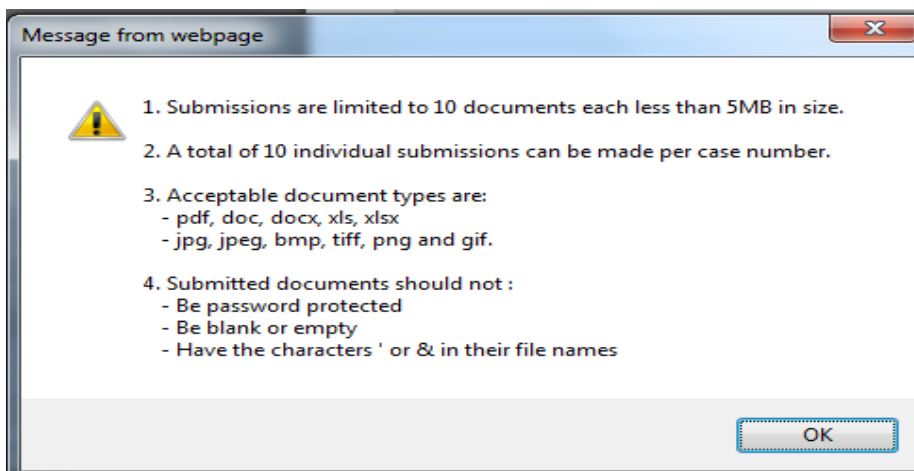 Message from webpage
1. Submissions are limited to 10 documents each less than 5MB in size.
2. A total of 10 individual submissions can be made per case number.
3. Acceptable document types are:
- pdf, doc, docx, xls, xlsx
- jpg, jpeg, bmp, tiff, png and gif.
4. Submitted documents should not :
- Be password protected
- Be blank or empty
- Have the characters ' or & in their file names
OK